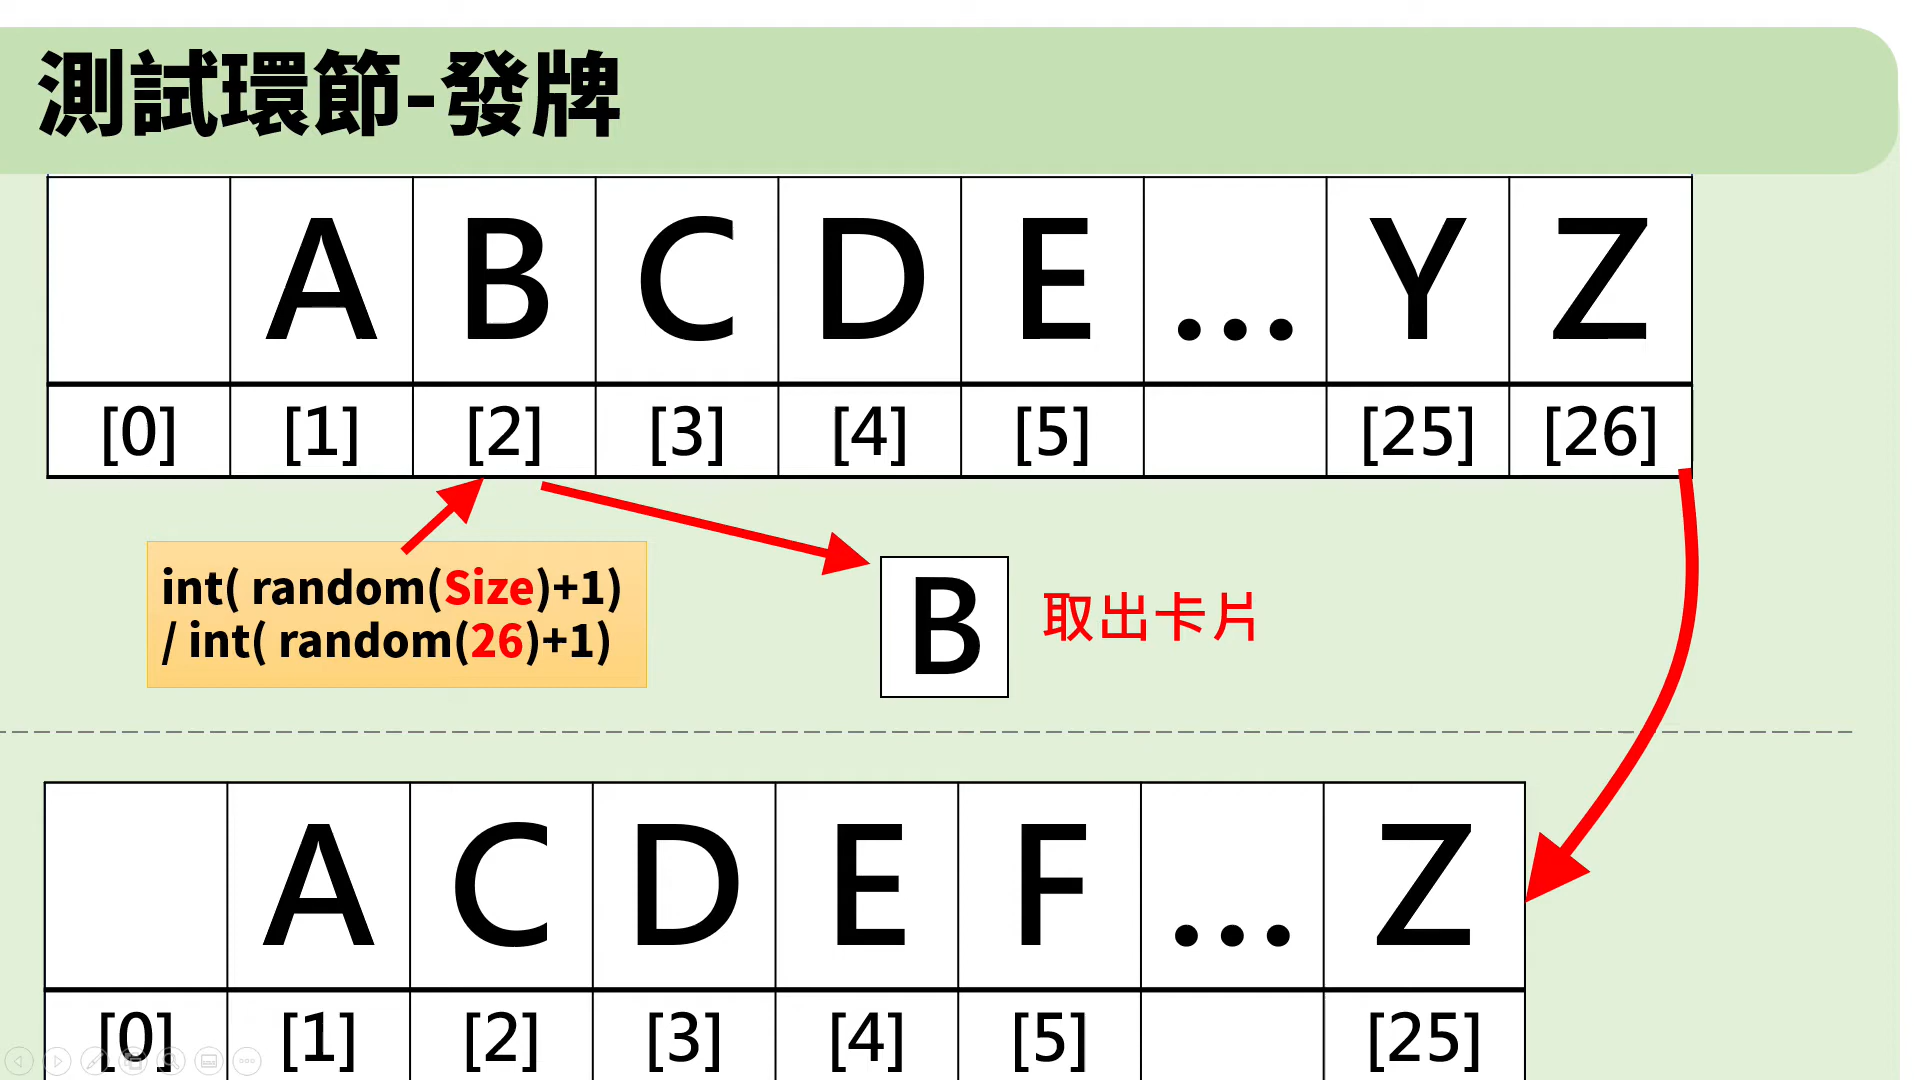 測試環節-發牌
A B C D E ... Y Z
[0] [1] [2] [3] [4] [5] [25] [26]
int( random(Size)+1)
/ int( random(26)+1)
B
取出卡片
A C D E F ... Z
[0] [1] [2] [3] [4] [5] [25]